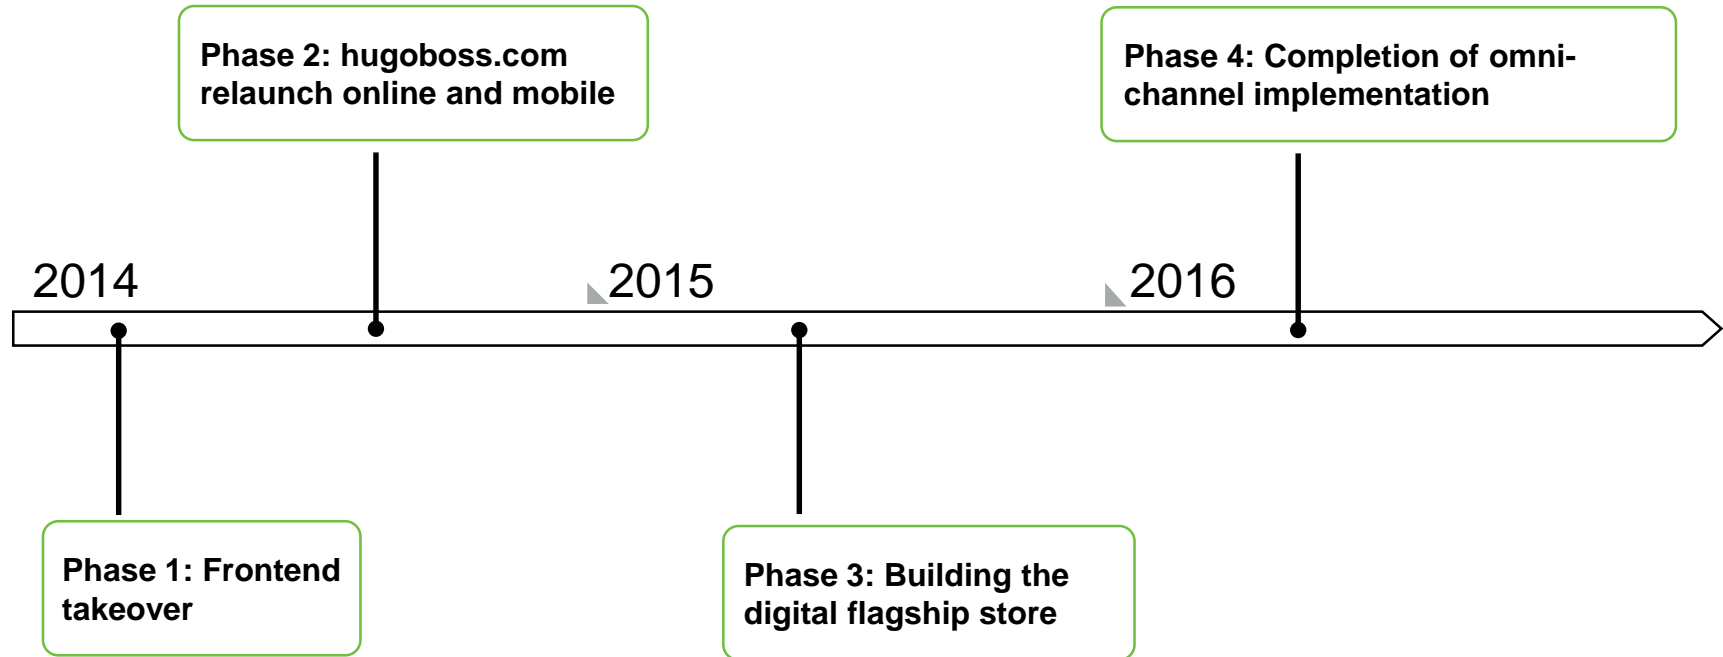 Phase 2: hugoboss.com
relaunch online and mobile
Phase 4: Completion of omni-
channel implementation
2014
2015
2016
Phase 1: Frontend
takeover
Phase 3: Building the
digital flagship store